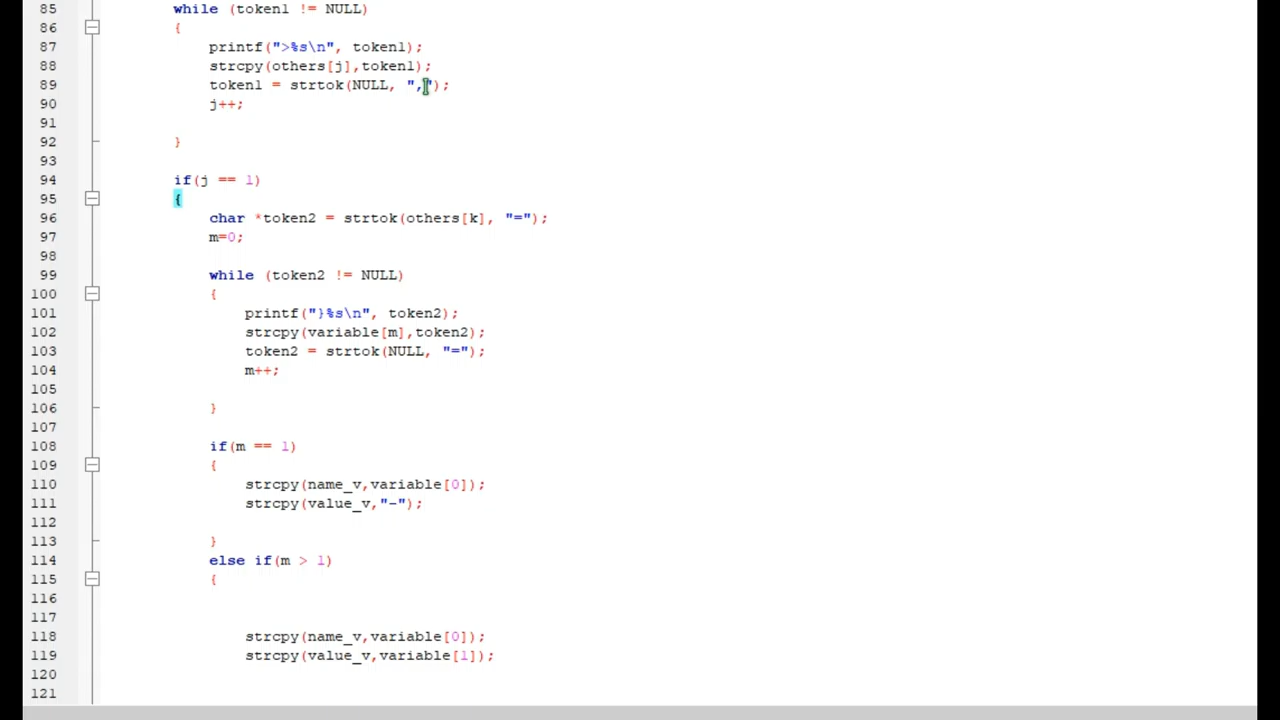 85 while (token1 != NULL)
86 {
87 printf(">%s\n", token1);
88 strcpy(others[j],token1);
89 token1 = strtok(NULL, ",");
90 j++;
91
92 }
93
94 if(j == 1)
95 {
96 char *token2 = strtok(others[k], "=");
97 m=0;
98
99 while (token2 != NULL)
100 {
101 printf("}%s\n", token2);
102 strcpy(variable[m],token2);
103 token2 = strtok(NULL, "=");
104 m++;
105
106 }
107
108 if(m == 1)
109 {
110 strcpy(name_v,variable[0]);
111 strcpy(value_v,"-");
112
113 }
114 else if(m > 1)
115 {
116
117
118 strcpy(name_v,variable[0]);
119 strcpy(value_v,variable[1]);
120
121